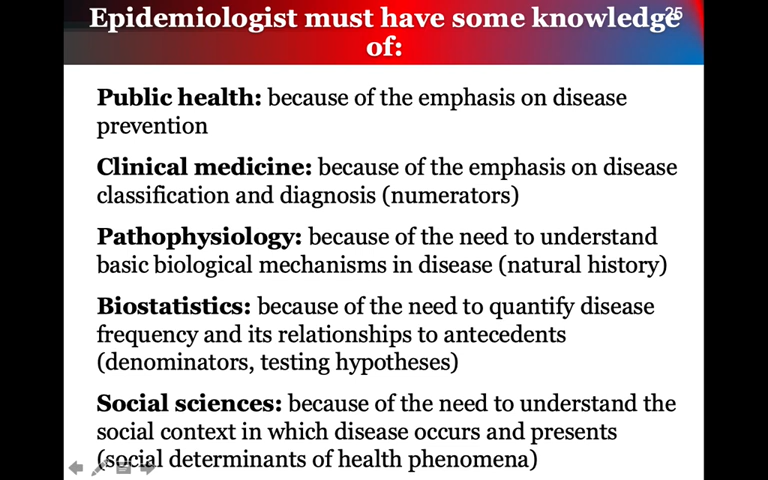 Epidemiologist must have some knowledge
25
of:
Public health: because of the emphasis on disease
prevention
Clinical medicine: because of the emphasis on disease
classification and diagnosis (numerators)
Pathophysiology: because of the need to understand
basic biological mechanisms in disease (natural history)
Biostatistics: because of the need to quantify disease
frequency and its relationships to antecedents
(denominators, testing hypotheses)
Social sciences: because of the need to understand the
social context in which disease occurs and presents
(social determinants of health phenomena)